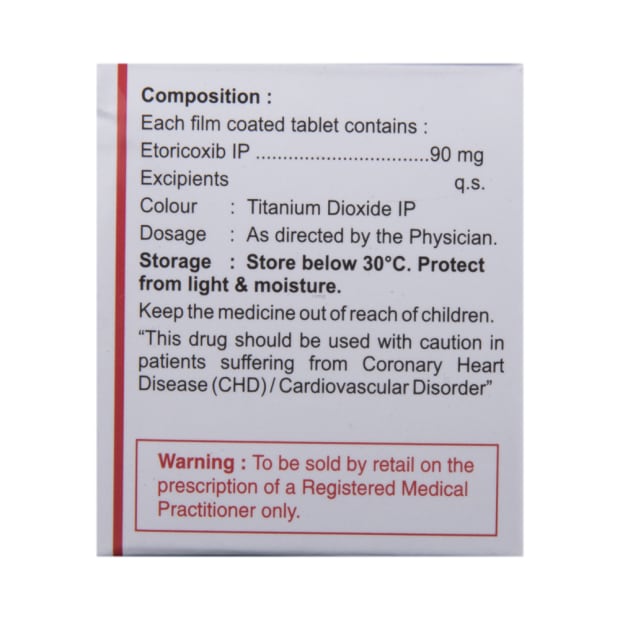 Composition :
Each film coated tablet contains :
Etoricoxib IP .................................90 mg
Excipients q.s.
Colour : Titanium Dioxide IP
Dosage : As directed by the Physician.
Storage : Store below 30°C. Protect
from light & moisture.
Keep the medicine out of reach of children.
“This drug should be used with caution in
patients suffering from Coronary Heart
Disease (CHD) / Cardiovascular Disorder”
Warning : To be sold by retail on the
prescription of a Registered Medical
Practitioner only.